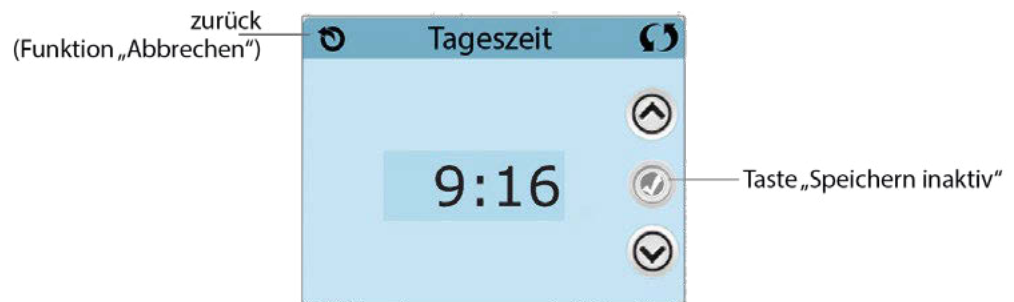 zurück
(Funktion „Abbrechen“)
Tageszeit
9:16
Taste „Speichern inaktiv“